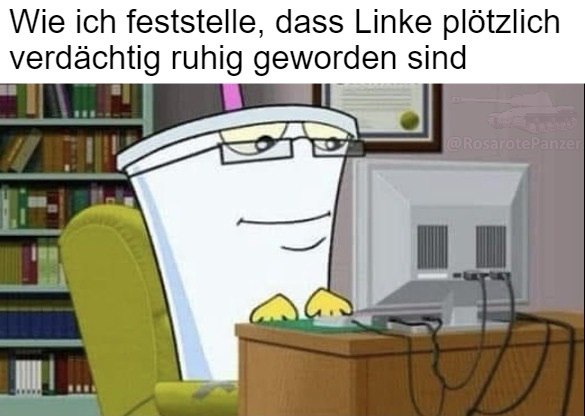 Wie ich feststelle, dass Linke plötzlich
verdächtig ruhig geworden sind
@RosarotePanzer